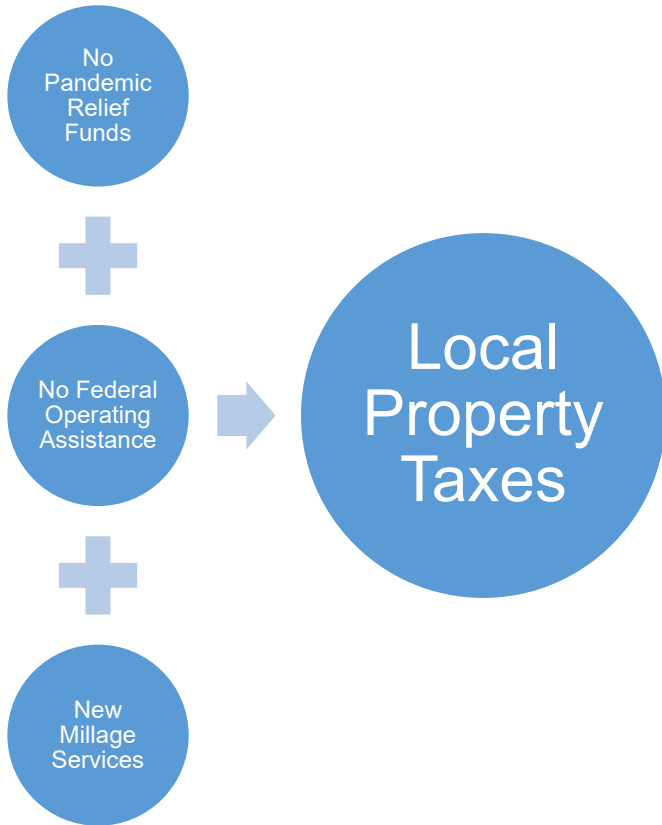 No
Pandemic
Relief
Funds
No Federal
Operating
Assistance
New
Millage
Services
Local
Property
Taxes